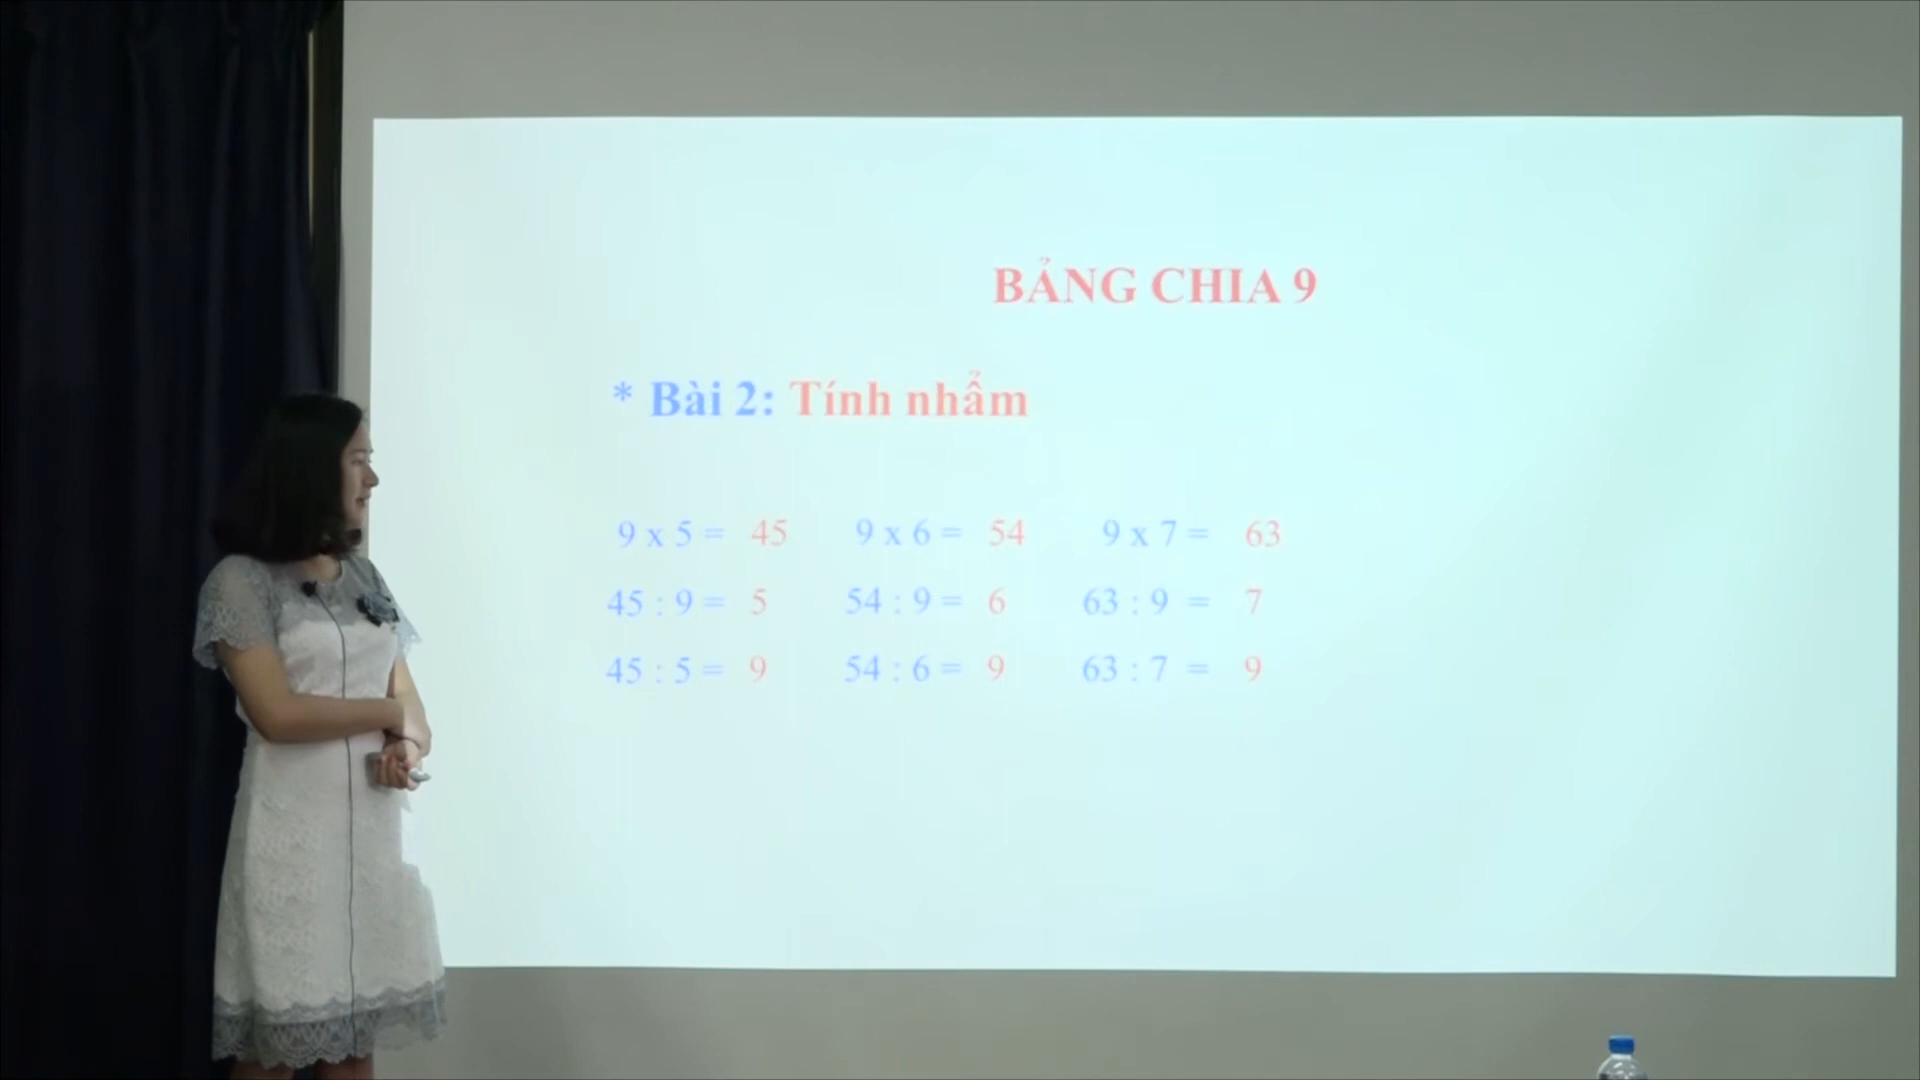 BẢNG CHIA 9
* Bài 2: Tính nhẩm
9 x 5 = 45 9 x 6 = 54 9 x 7 = 63
45 : 9 = 5 54 : 9 = 6 63 : 9 = 7
45 : 5 = 9 54 : 6 = 9 63 : 7 = 9